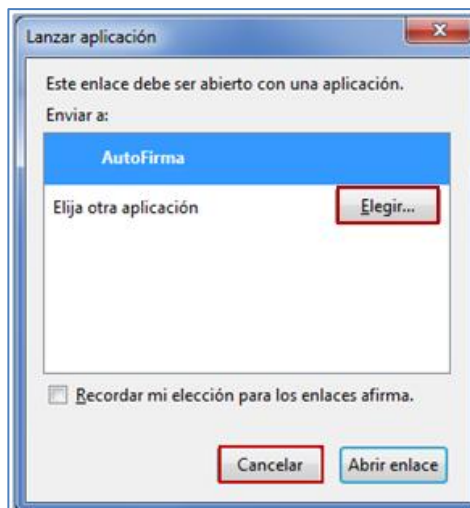 Lanzar aplicación
Este enlace debe ser abierto con una aplicación.
Enviar a:
AutoFirma
Elija otra aplicación Elegir...
Recordar mi elección para los enlaces afirma.
Cancelar Abrir enlace